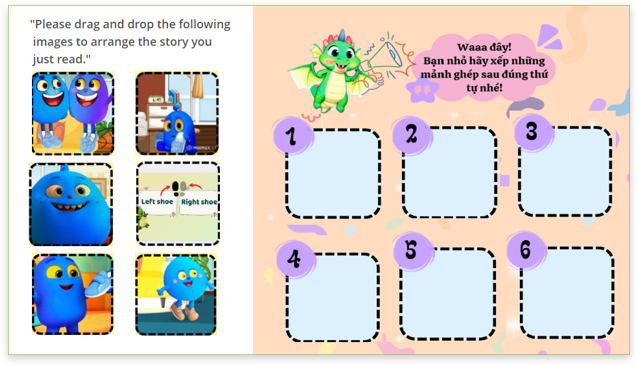 "Please drag and drop the following
images to arrange the story you
just read."
Left shoe
Right shoe
Waaa đây!
Bạn nhỏ hãy xếp những
mảnh ghép sau đúng thứ
tự nhé!
1
2
3
4
5
6